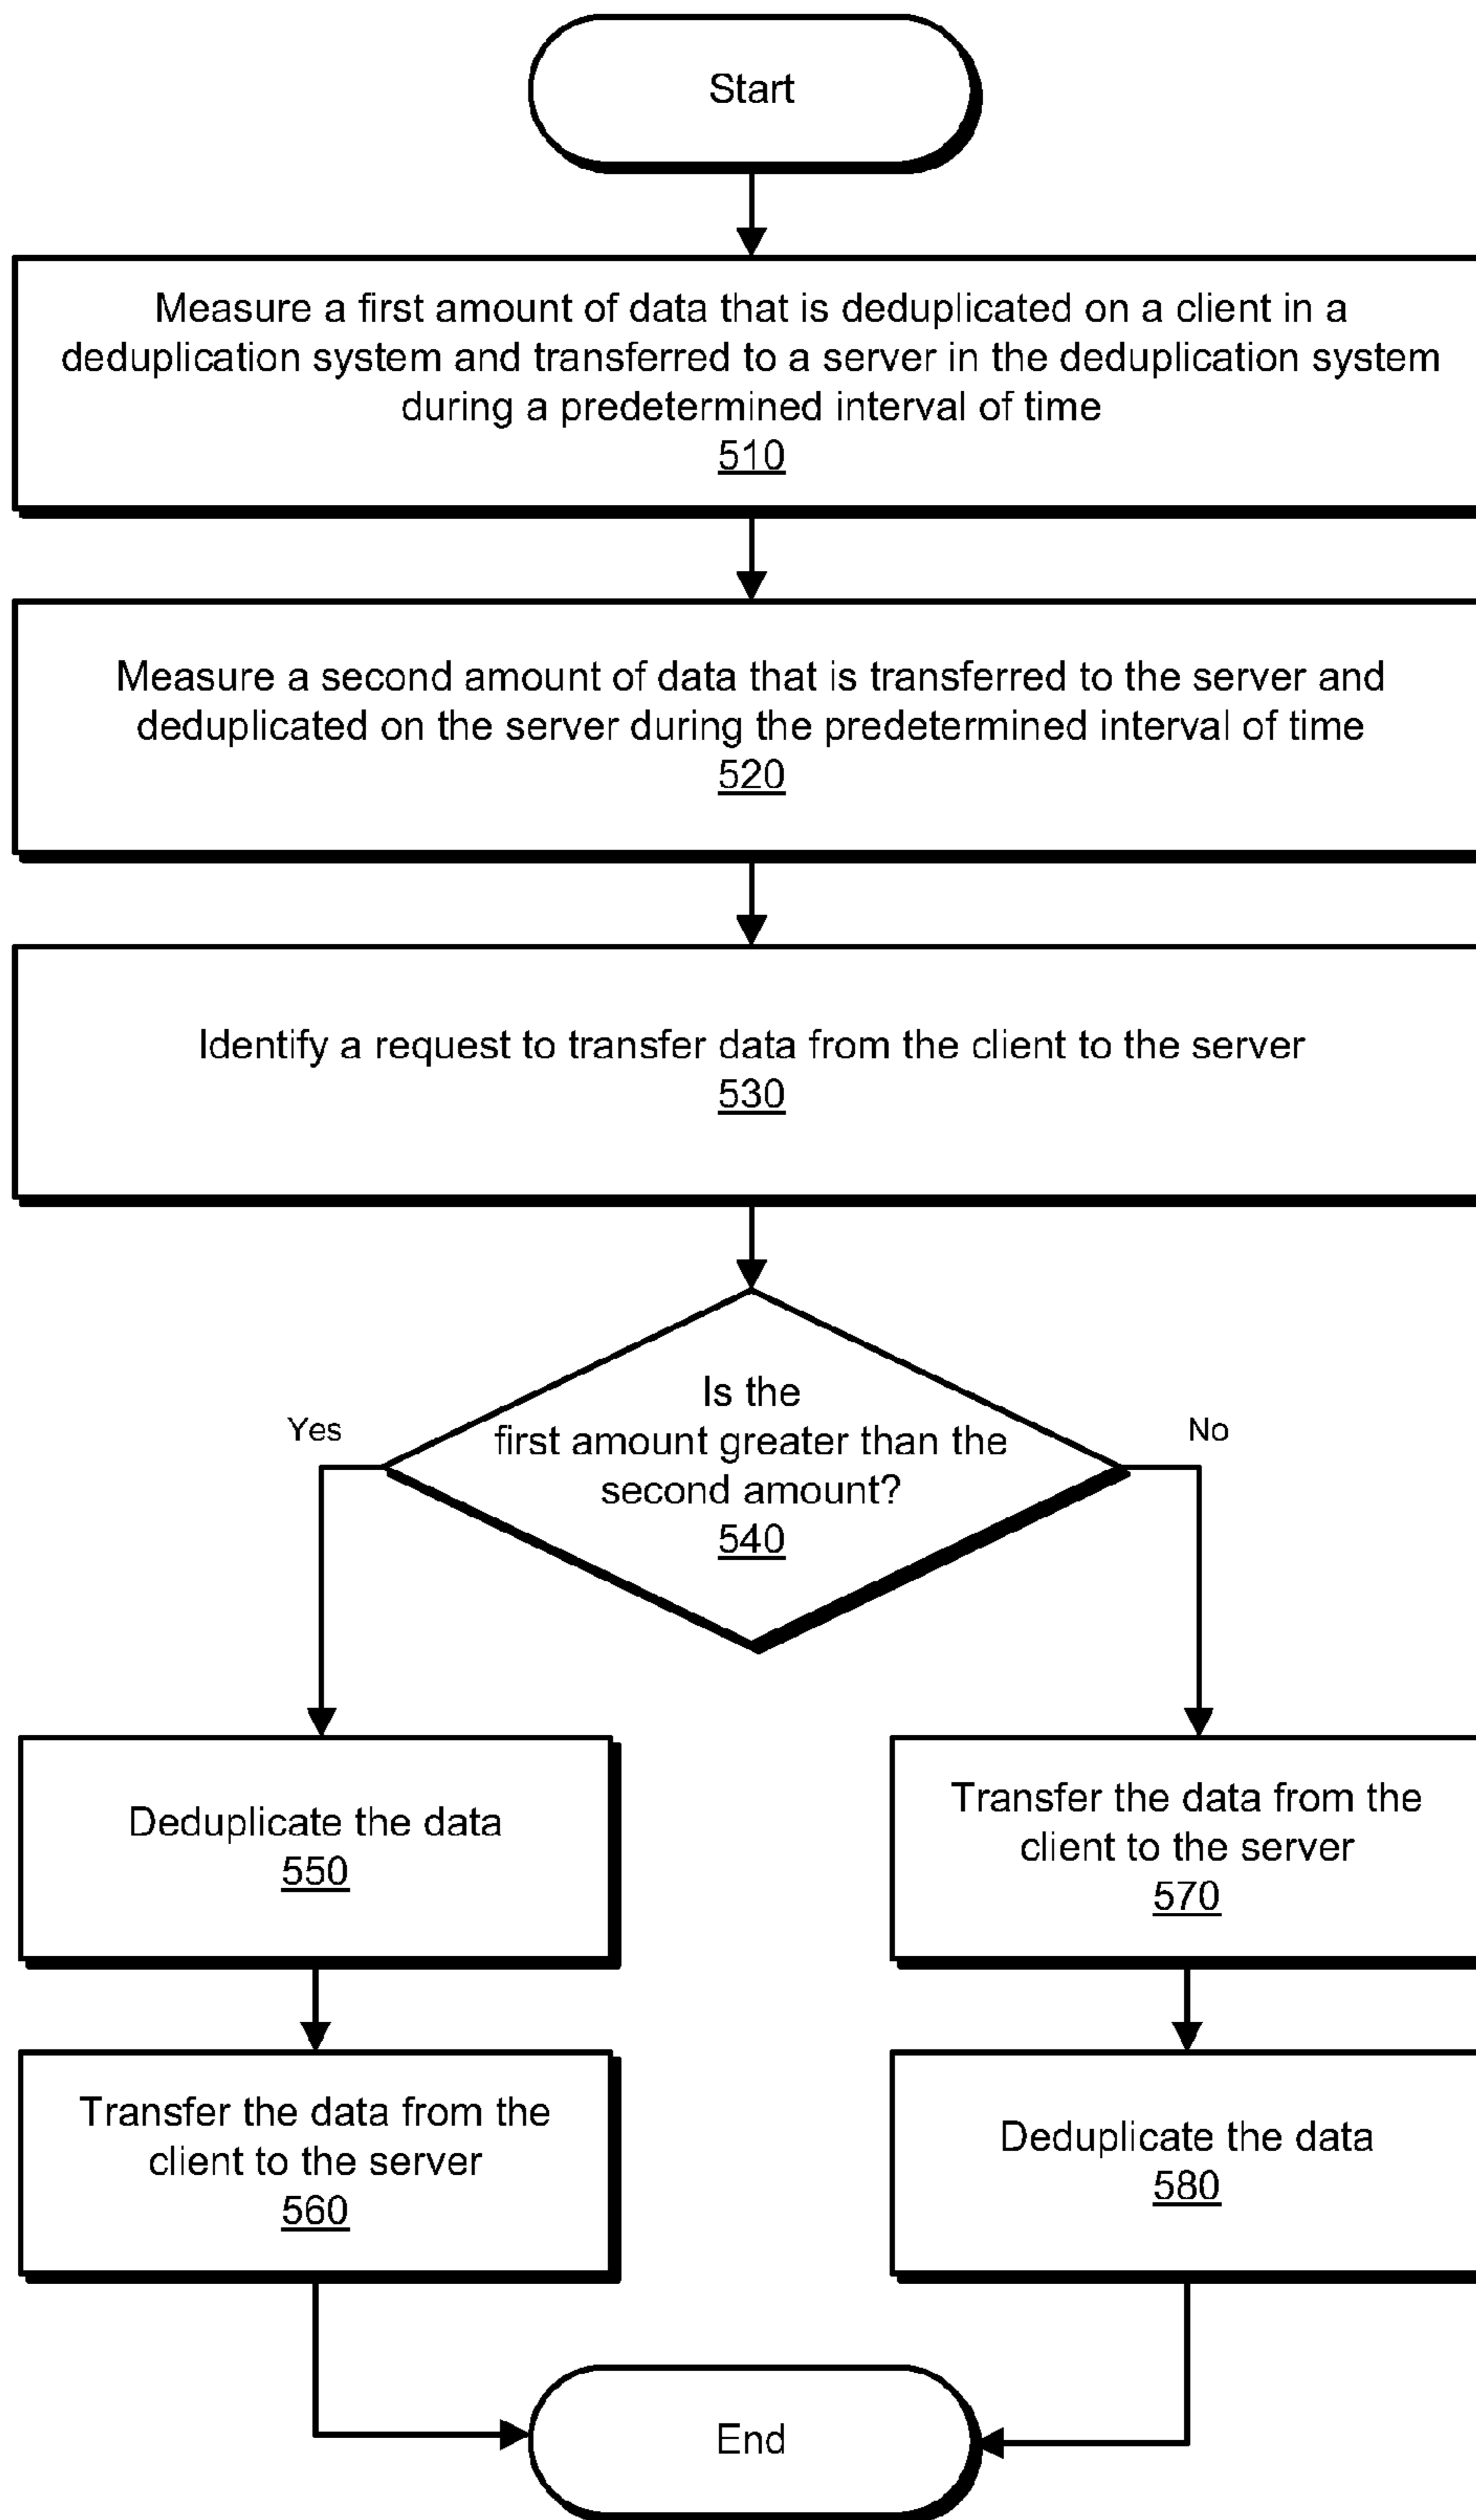 Start
Measure a first amount of data that is deduplicated on a client in a
deduplication system and transferred to a server in the deduplication system
during a predetermined interval of time
510
Measure a second amount of data that is transferred to the server and
deduplicated on the server during the predetermined interval of time
520
Identify a request to transfer data from the client to the server
530
Is the
first amount greater than the
second amount?
540
Yes
No
Deduplicate the data
550
Transfer the data from the
client to the server
560
Transfer the data from the
client to the server
570
Deduplicate the data
580
End